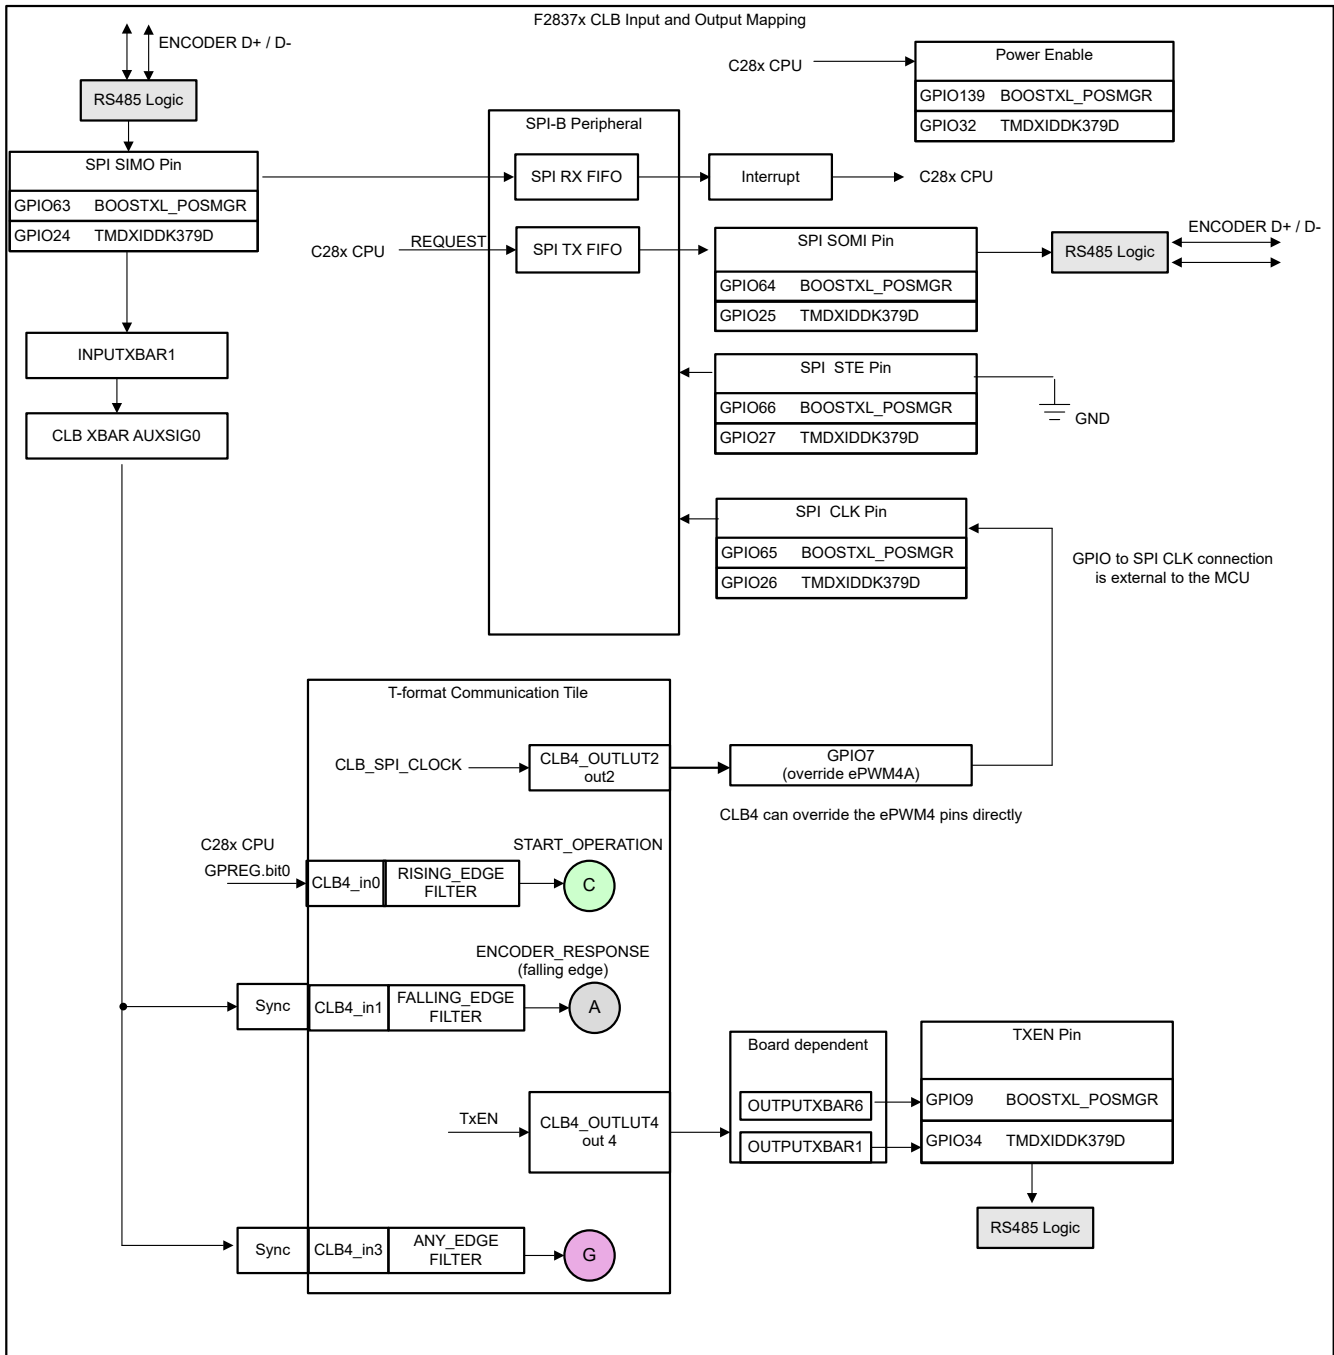 F2837x CLB Input and Output Mapping
ENCODER D+ / D-
RS485 Logic
SPI SIMO Pin
GPIO63 BOOSTXL_POSMGR
GPIO24 TMDXIDDK379D
INPUTXBAR1
CLB XBAR AUXSIG0
C28x CPU
Power Enable
GPIO139 BOOSTXL_POSMGR
GPIO32 TMDXIDDK379D
SPI-B Peripheral
SPI RX FIFO
Interrupt
C28x CPU
C28x CPU
REQUEST
SPI TX FIFO
SPI SOMI Pin
GPIO64 BOOSTXL_POSMGR
GPIO25 TMDXIDDK379D
RS485 Logic
ENCODER D+ / D-
SPI STE Pin
GPIO66 BOOSTXL_POSMGR
GPIO27 TMDXIDDK379D
GND
SPI CLK Pin
GPIO65 BOOSTXL_POSMGR
GPIO26 TMDXIDDK379D
GPIO to SPI CLK connection
is external to the MCU
T-format Communication Tile
CLB_SPI_CLOCK
CLB4_OUTLUT2
out2
GPIO7
(override ePWM4A)
CLB4 can override the ePWM4 pins directly
C28x CPU
GPREG.bit0
CLB4_in0
RISING_EDGE
FILTER
START_OPERATION
C
ENCODER_RESPONSE
(falling edge)
Sync
CLB4_in1
FALLING_EDGE
FILTER
A
TxEN
CLB4_OUTLUT4
out 4
Board dependent
OUTPUTXBAR6
OUTPUTXBAR1
TXEN Pin
GPIO9 BOOSTXL_POSMGR
GPIO34 TMDXIDDK379D
RS485 Logic
Sync
CLB4_in3
ANY_EDGE
FILTER
G